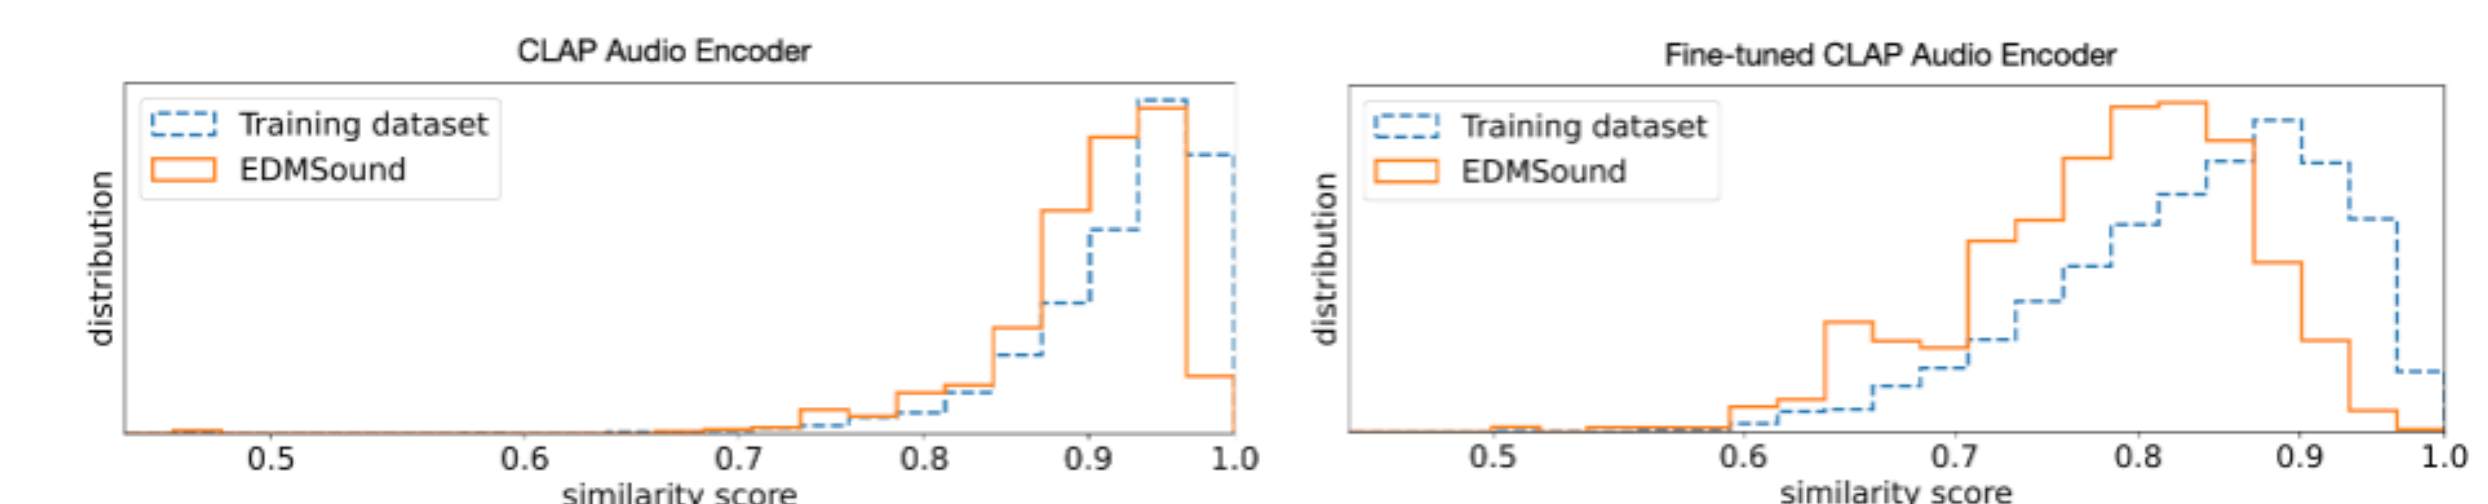 CLAP Audio Encoder
Training dataset
EDMSound
distribution
0.5 0.6 0.7 0.8 0.9 1.0
similarity score
Fine-tuned CLAP Audio Encoder
Training dataset
EDMSound
distribution
0.5 0.6 0.7 0.8 0.9 1.0
similarity score